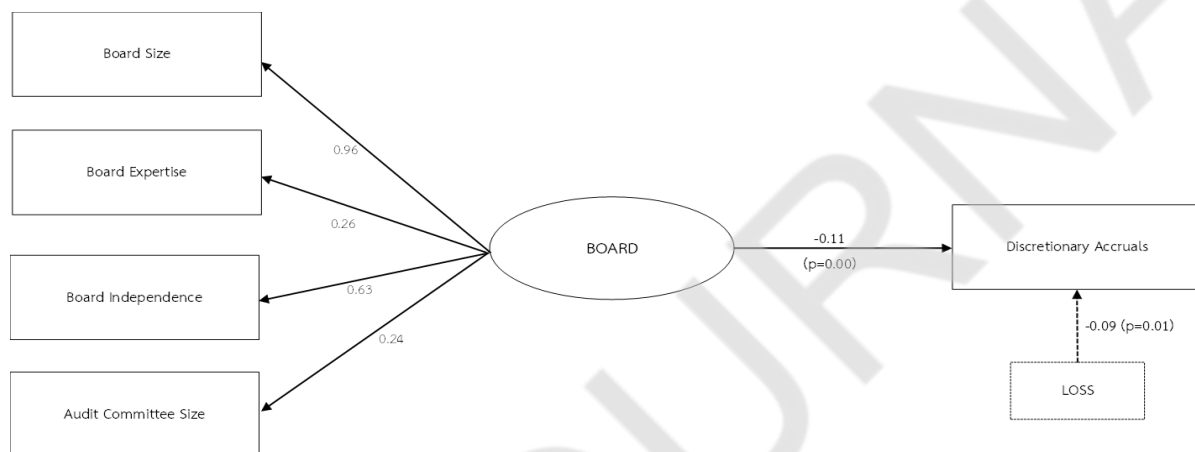 Board Size
0.96
Board Expertise
0.26
BOARD
-0.11
(p=0.00)
Discretionary Accruals
Board Independence
0.63
0.24
-0.09 (p=0.01)
Audit Committee Size
LOSS